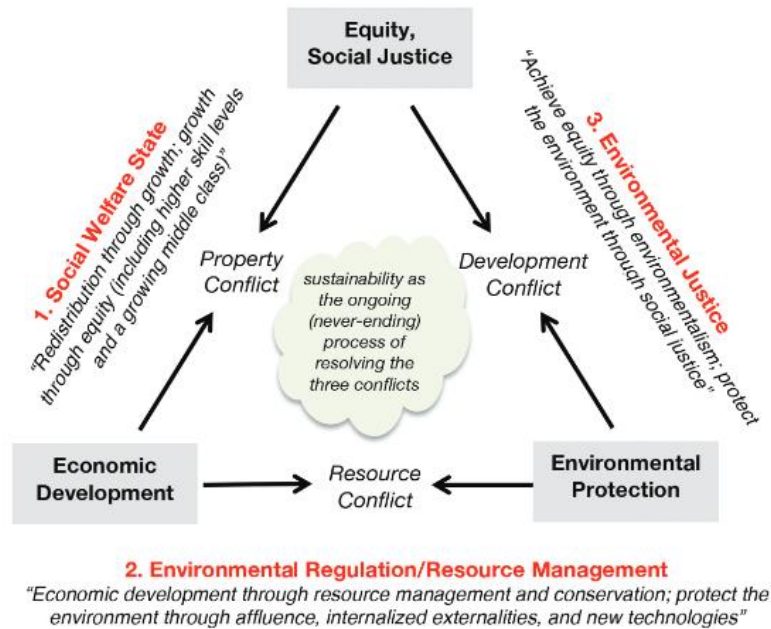 Equity,
Social Justice
1. Social Welfare State
“Redistribution through growth; growth
through equity (including higher skill levels
and a growing middle class)”
3. Environmental Justice
“Achieve equity through environmentalism; protect
the environment through social justice”
Property
Conflict
sustainability as
the ongoing
(never-ending)
process of
resolving the
three conflicts
Development
Conflict
Economic
Development
Resource
Conflict
Environmental
Protection
2. Environmental Regulation/Resource Management
“Economic development through resource management and conservation; protect the
environment through affluence, internalized externalities, and new technologies”